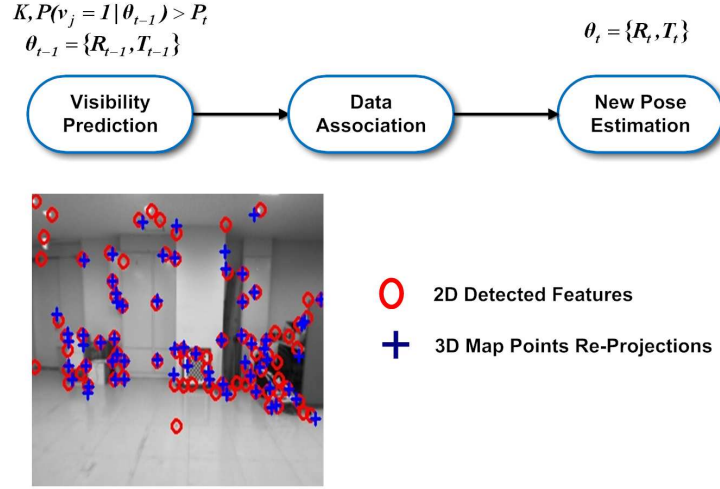 K, P(v_j = 1 | θ_{t-1}) > P_t
θ_{t-1} = {R_{t-1}, T_{t-1}}
θ_t = {R_t, T_t}
Visibility
Prediction
Data
Association
New Pose
Estimation
2D Detected Features
3D Map Points Re-Projections